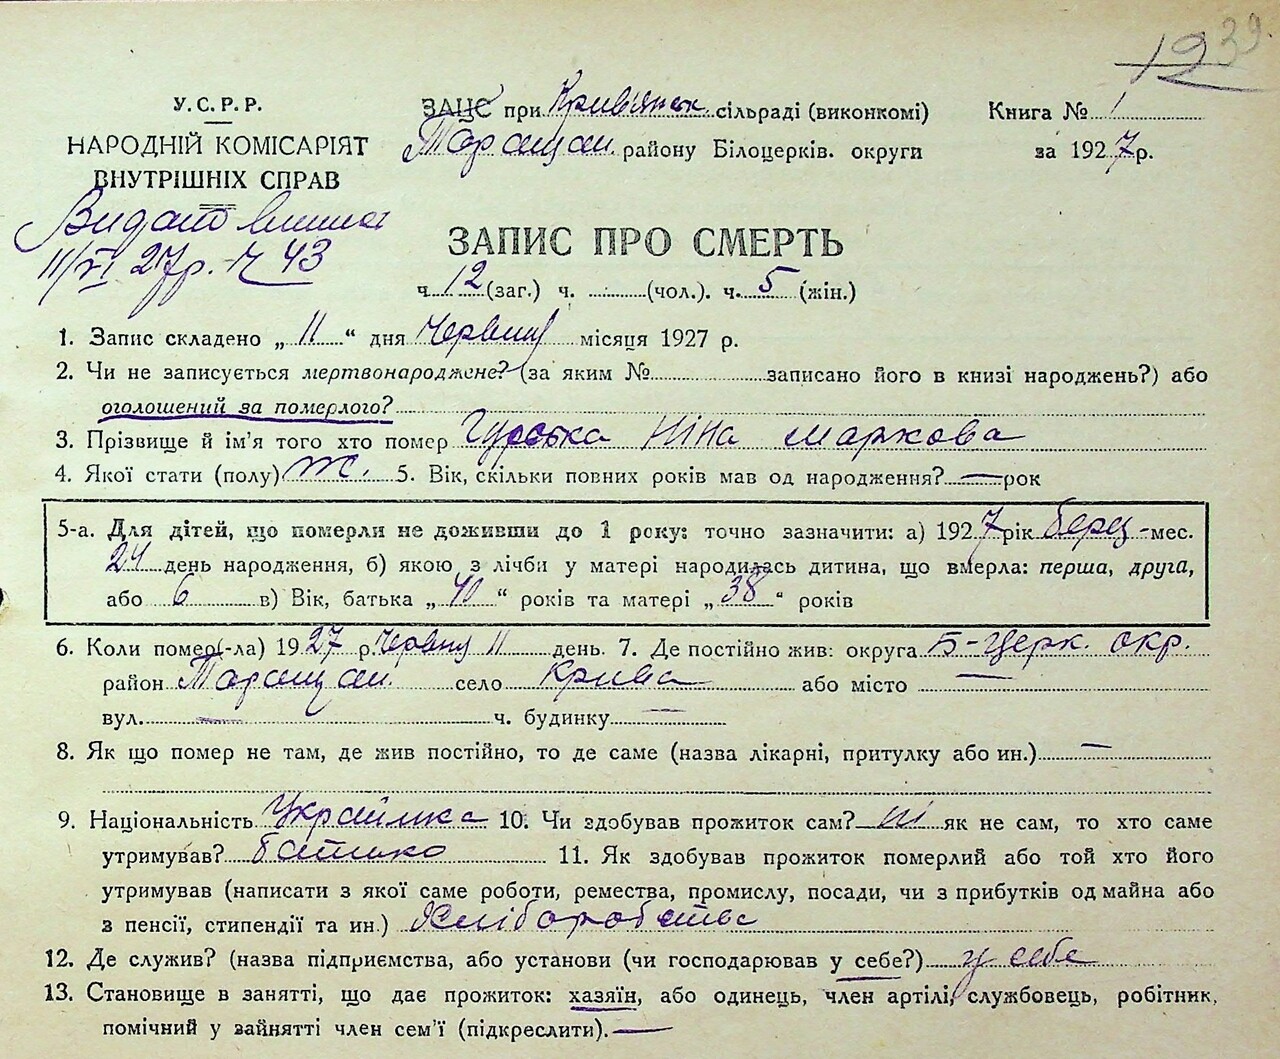 1939
У.С.Р.Р.
НАРОДНІЙ КОМІСАРІЯТ
ВНУТРІШНІХ СПРАВ
ЗАЦС при Кривянск. сільраді (виконкомі)
Таращан. району Білоцерків. округи
Книга № 1
за 1927 р.
Видано
11/VI 27р. ч 43
ЗАПИС ПРО СМЕРТЬ
ч. 12 (заг.) ч. (чол.). ч. 5 (жін.)
1. Запис складено „ 11 “ дня Червня місяця 1927 р.
2. Чи не записується мертвонароджене? (за яким № записано його в книзі народжень?) або
оголошений за померлого?
3. Прізвище й ім'я того хто помер Гурська Ніна Маркова
4. Якої стати (полу) Ж. 5. Вік, скільки повних років мав од народження? — рок
5-а. Для дітей, що померли не доживши до 1 року: точно зазначити: а) 1927 рік берез-мес.
24 день народження, б) якою з лічби у матері народилась дитина, що вмерла: перша, друга,
або 6 в) Вік, батька „ 40 “ років та матері „ 38 “ років
6. Коли помер(-ла) 1927 р. Червня 11 день. 7. Де постійно жив: округа Б-Церк. окр.
район Таращан. село Крива або місто —
вул. — ч. будинку —
8. Як що помер не там, де жив постійно, то де саме (назва лікарні, притулку або ин.) —
9. Національність Українка 10. Чи здобував прожиток сам? ні як не сам, то хто саме
утримував? батько 11. Як здобував прожиток померлий або той хто його
утримував (написати з якої саме роботи, ремества, промислу, посади, чи з прибутків од майна або
з пенсії, стипендії та ин.) Хліборобство
12. Де служив? (назва підприємства, або установи (чи господарював у себе?) у себе
13. Становище в занятті, що дає прожиток: хазяїн, або одинець, член артілі, службовець, робітник,
помічний у зайнятті член сем'ї (підкреслити). —